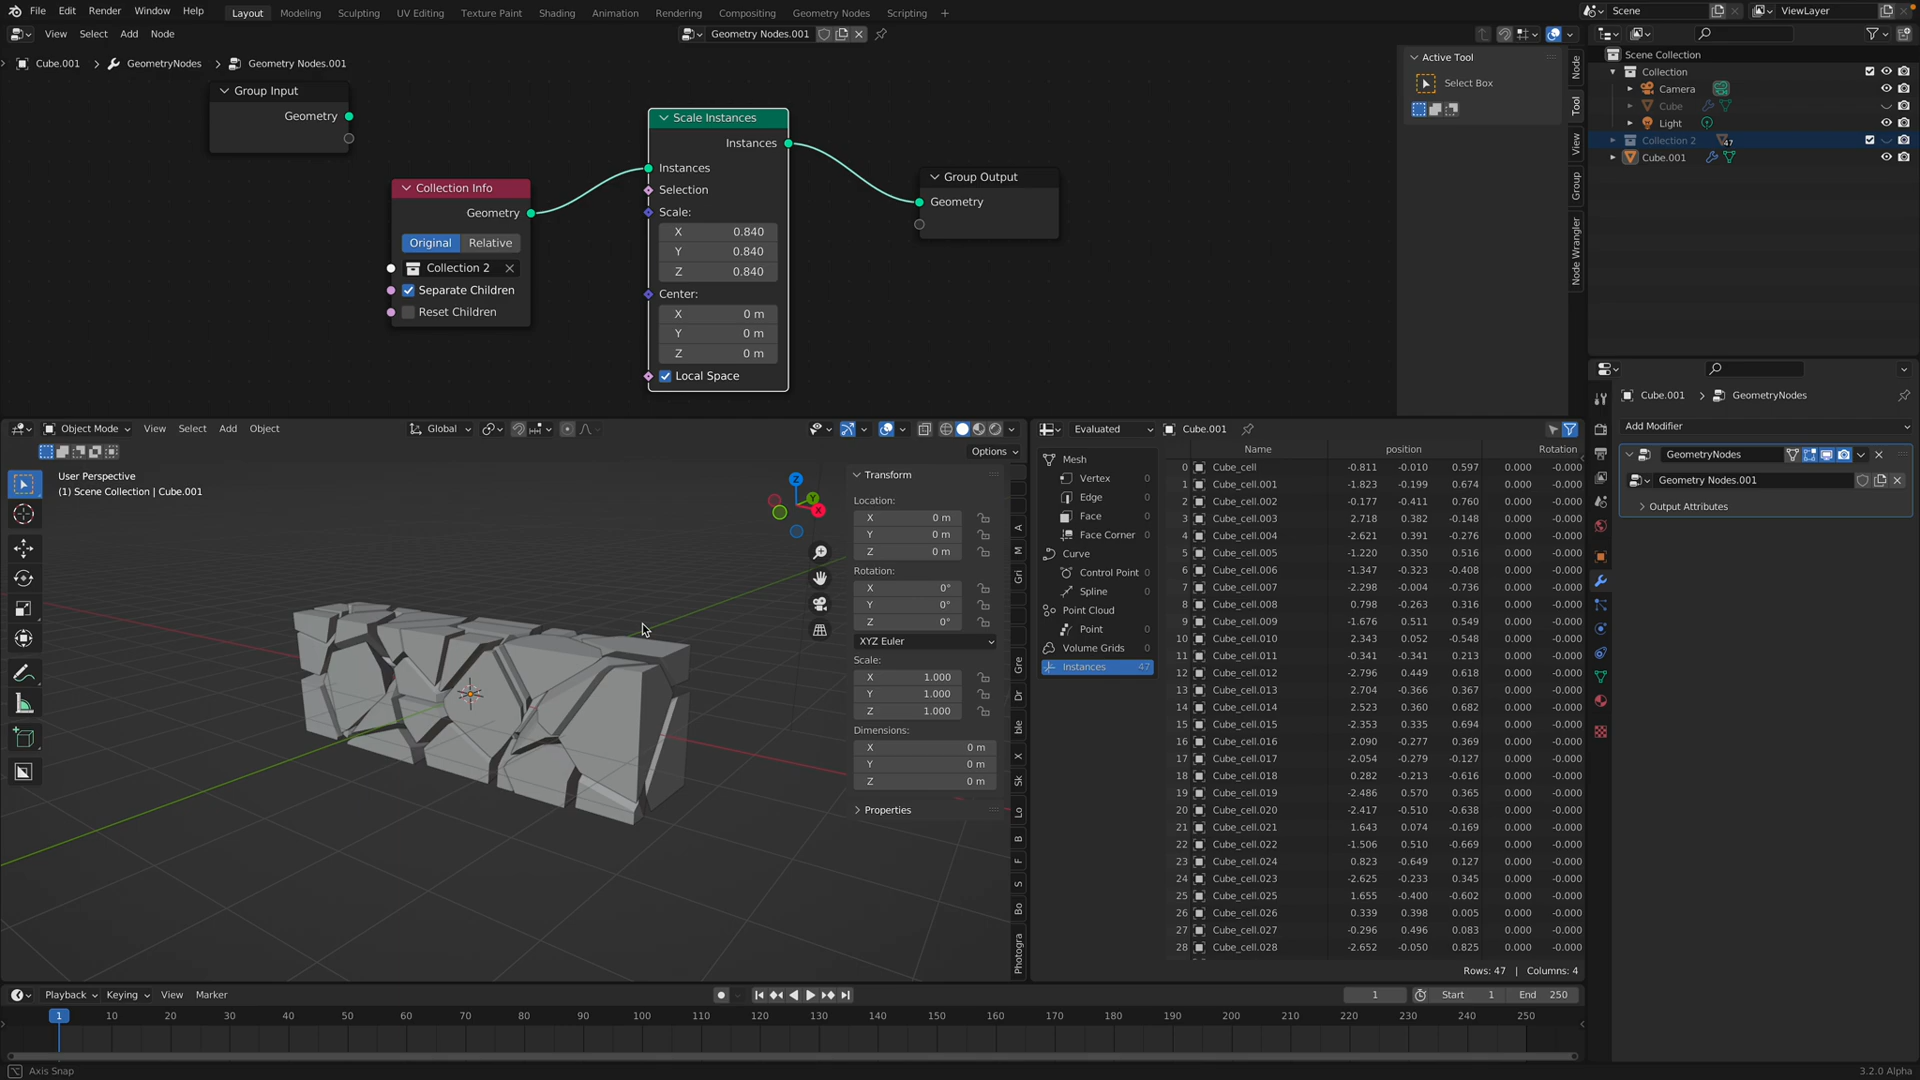 File Edit Render Window Help Layout Modeling Sculpting UV Editing Texture Paint Shading Animation Rendering Compositing Geometry Nodes Scripting + Scene ViewLayer
View Select Add Node Geometry Nodes.001
Cube.001 > GeometryNodes > Geometry Nodes.001
Group Input
Geometry
Collection Info
Geometry
Original Relative
Collection 2
Separate Children
Reset Children
Scale Instances
Instances
Instances
Selection
Scale:
X 0.840
Y 0.840
Z 0.840
Center:
X 0 m
Y 0 m
Z 0 m
Local Space
Group Output
Geometry
Active Tool
Select Box
Node
Tool
View
Group
Node Wrangler
Scene Collection
Collection
Camera
Cube
Light
Collection 2 47
Cube.001
Cube.001 > GeometryNodes
Add Modifier
GeometryNodes
Geometry Nodes.001
Output Attributes
Object Mode View Select Add Object Global
Options
User Perspective
(1) Scene Collection | Cube.001
Z
Y
X
Transform
Location:
X 0 m
Y 0 m
Z 0 m
Rotation:
X 0°
Y 0°
Z 0°
XYZ Euler
Scale:
X 1.000
Y 1.000
Z 1.000
Dimensions:
X 0 m
Y 0 m
Z 0 m
Properties
A
M
Gri
Gre
Dr
ble
X
Sk
Lo
B
F
S
Bo
Photogra
Evaluated Cube.001
Mesh
Vertex 0
Edge 0
Face 0
Face Corner 0
Curve
Control Point 0
Spline 0
Point Cloud
Point 0
Volume Grids 0
Instances 47
Name position Rotation
0 Cube_cell -0.811 -0.010 0.597 0.000 -0.000
1 Cube_cell.001 -1.823 -0.199 0.674 0.000 -0.000
2 Cube_cell.002 -0.177 -0.411 0.760 0.000 -0.000
3 Cube_cell.003 2.718 0.382 -0.148 0.000 -0.000
4 Cube_cell.004 -2.621 0.391 -0.276 0.000 -0.000
5 Cube_cell.005 -1.220 0.350 0.516 0.000 -0.000
6 Cube_cell.006 -1.347 -0.323 -0.408 0.000 -0.000
7 Cube_cell.007 -2.298 -0.004 -0.736 0.000 -0.000
8 Cube_cell.008 0.798 -0.263 0.316 0.000 -0.000
9 Cube_cell.009 -1.676 0.511 0.549 0.000 -0.000
10 Cube_cell.010 2.343 0.052 -0.548 0.000 -0.000
11 Cube_cell.011 -0.341 -0.341 0.213 0.000 -0.000
12 Cube_cell.012 -2.796 0.449 0.618 0.000 -0.000
13 Cube_cell.013 2.704 -0.366 0.367 0.000 -0.000
14 Cube_cell.014 2.523 0.360 0.682 0.000 -0.000
15 Cube_cell.015 -2.353 0.335 0.694 0.000 -0.000
16 Cube_cell.016 2.090 -0.277 0.369 0.000 -0.000
17 Cube_cell.017 -2.054 -0.279 -0.127 0.000 -0.000
18 Cube_cell.018 0.282 -0.213 -0.616 0.000 -0.000
19 Cube_cell.019 -2.486 0.570 0.365 0.000 -0.000
20 Cube_cell.020 -2.417 -0.510 -0.638 0.000 -0.000
21 Cube_cell.021 1.643 0.074 -0.169 0.000 -0.000
22 Cube_cell.022 -1.506 0.510 -0.669 0.000 -0.000
23 Cube_cell.024 0.823 -0.649 0.127 0.000 -0.000
24 Cube_cell.023 -2.625 -0.233 0.345 0.000 -0.000
25 Cube_cell.025 1.655 -0.400 -0.602 0.000 -0.000
26 Cube_cell.026 0.339 0.398 0.005 0.000 -0.000
27 Cube_cell.027 -0.296 0.496 0.083 0.000 -0.000
28 Cube_cell.028 -2.652 -0.050 0.825 0.000 -0.000
Rows: 47 | Columns: 4
Playback Keying View Marker 1 Start 1 End 250
1 10 20 30 40 50 60 70 80 90 100 110 120 130 140 150 160 170 180 190 200 210 220 230 240 250
Axis Snap 3.2.0 Alpha